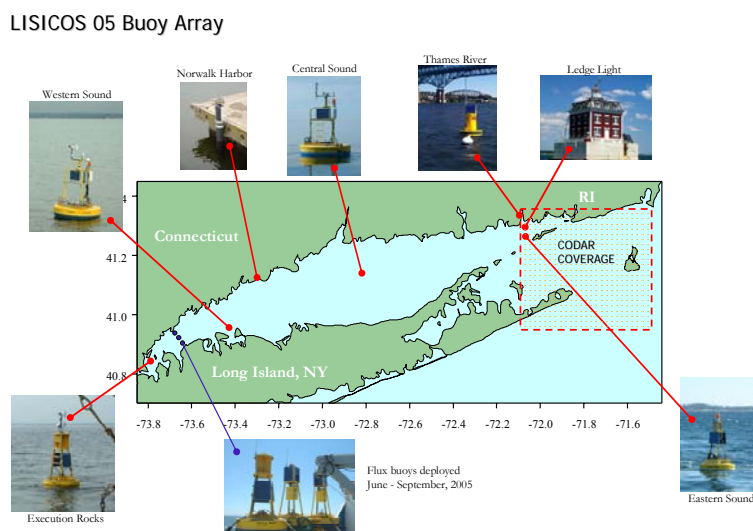 LISICOS 05 Buoy Array
Thames River
Ledge Light
Central Sound
Norwalk Harbor
Western Sound
RI
Connecticut
CODAR
COVERAGE
41.2
41.0
40.8
Long Island, NY
-73.8 -73.6 -73.4 -73.2 -73.0 -72.8 -72.6 -72.4 -72.2 -72.0 -71.8 -71.6
Flux buoys deployed
June - September, 2005
Execution Rocks
Eastern Sound